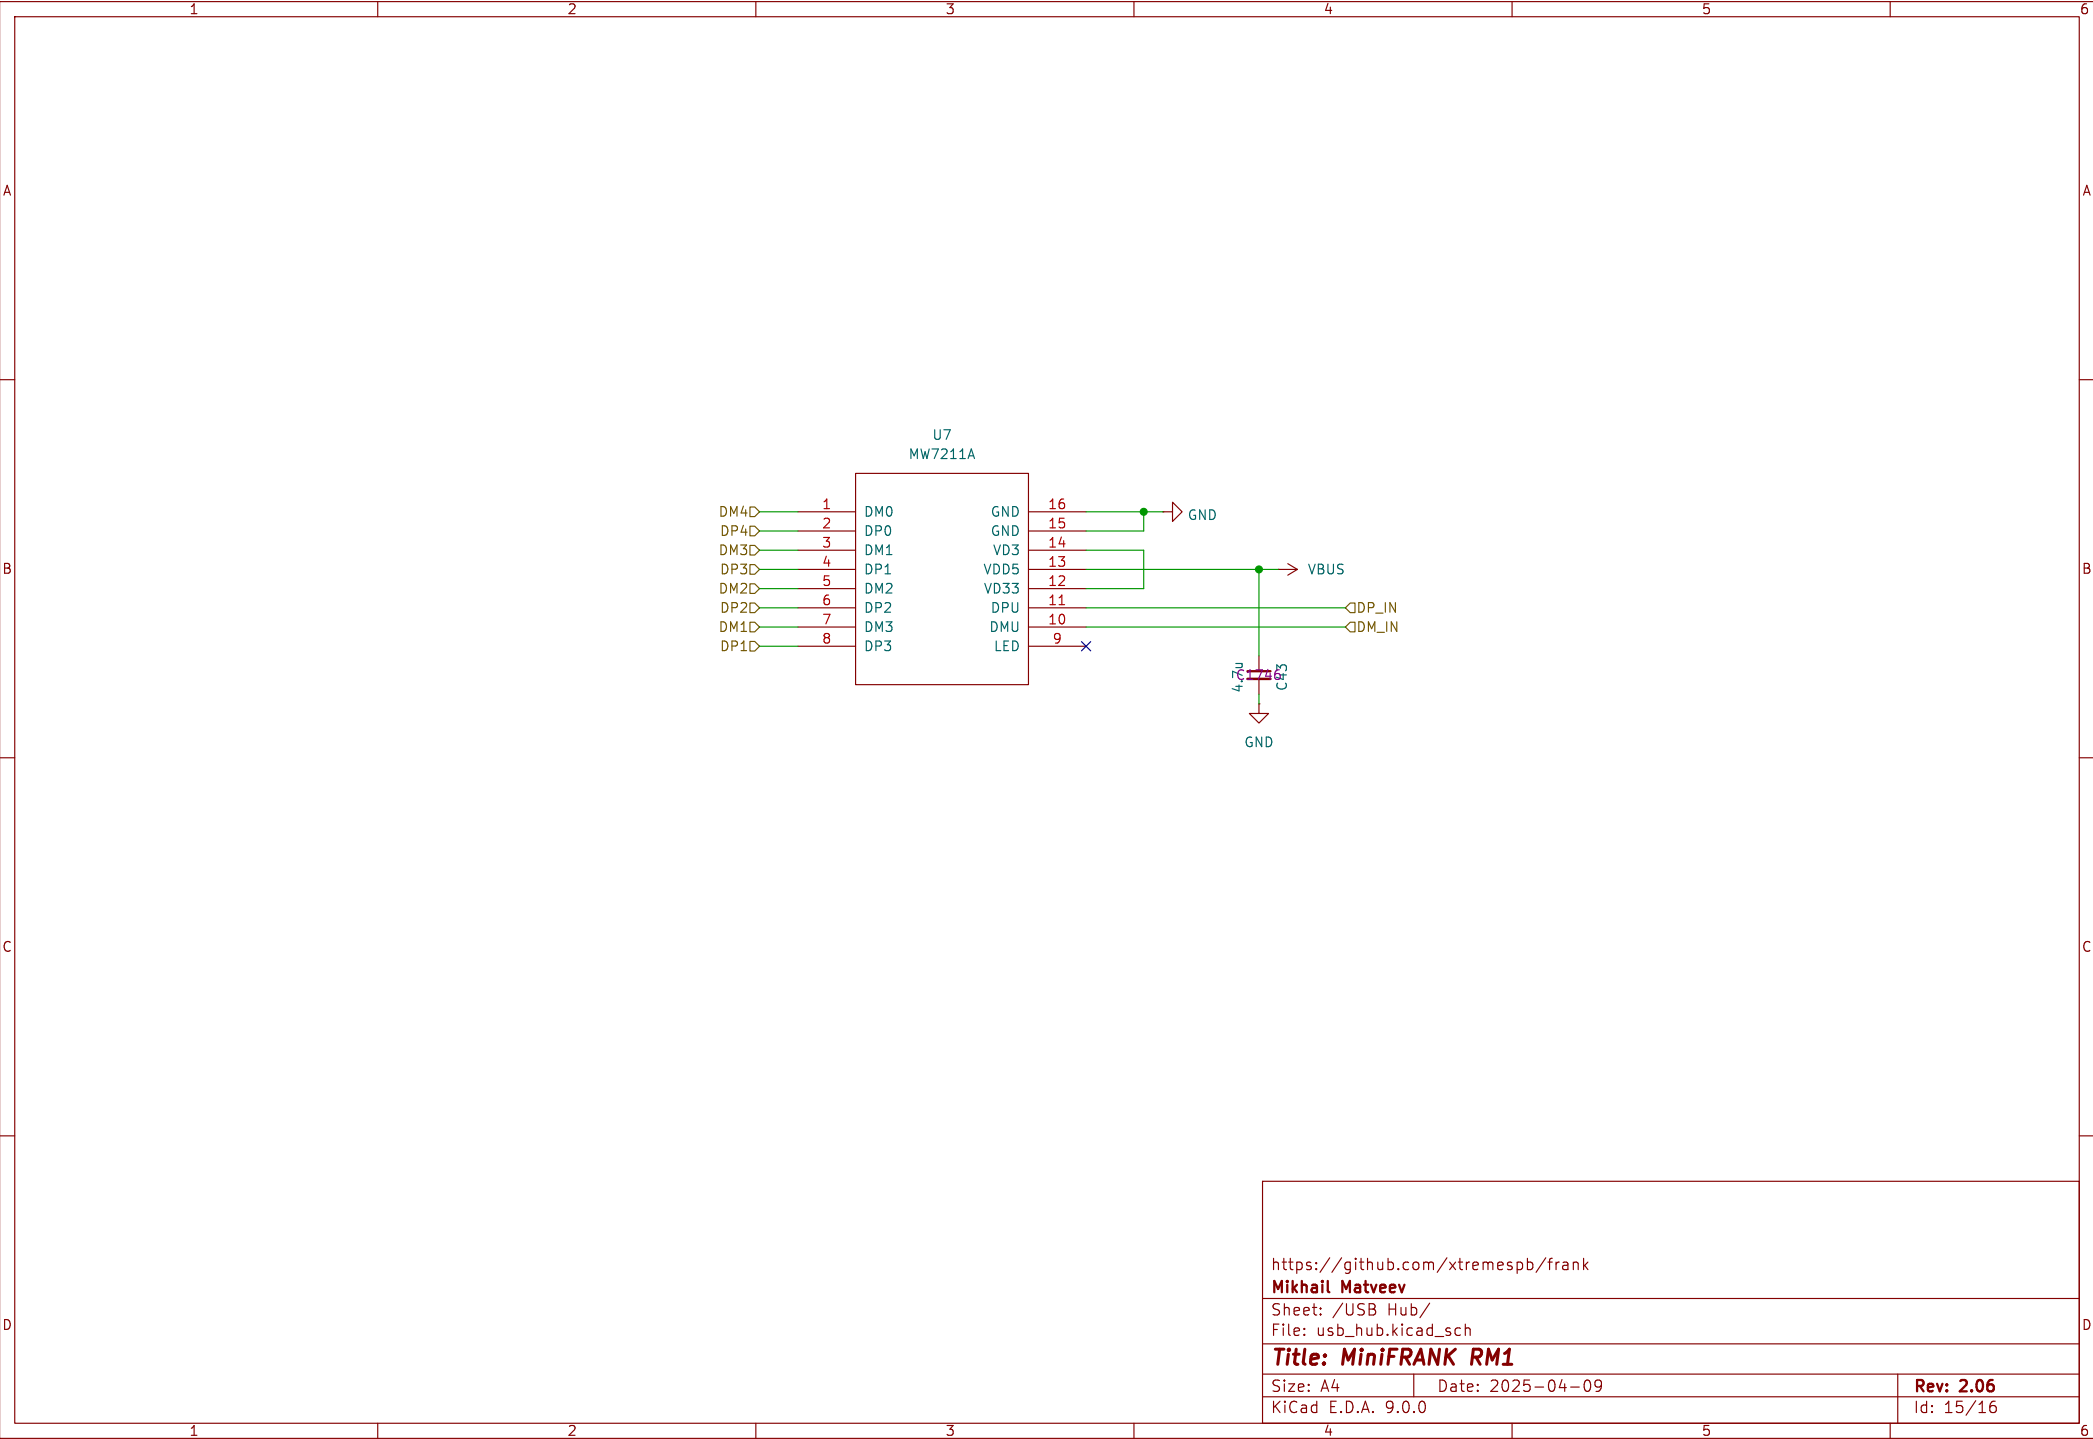 1 2 3 4 5 6
A A
U7
MW7211A
DM4 1 DM0 GND 16 GND
DP4 2 DP0 GND 15
DM3 3 DM1 VD3 14
B DP3 4 DP1 VDD5 13 VBUS B
DM2 5 DM2 VD33 12
DP2 6 DP2 DPU 11 DP_IN
DM1 7 DM3 DMU 10 DM_IN
DP1 8 DP3 LED 9
4.7u C1746 C43
GND
C C
https://github.com/xtremespb/frank
Mikhail Matveev
Sheet: /USB Hub/
D D
File: usb_hub.kicad_sch
Title: MiniFRANK RM1
Size: A4 Date: 2025-04-09 Rev: 2.06
KiCad E.D.A. 9.0.0 Id: 15/16
1 2 3 4 5 6